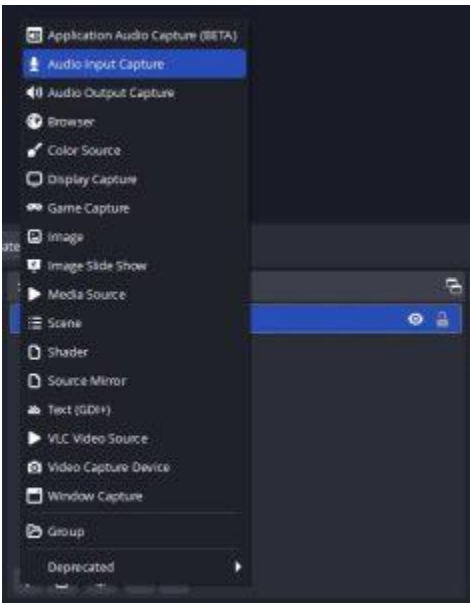 Application Audio Capture (BETA)
Audio Input Capture
Audio Output Capture
Browser
Color Source
Display Capture
Game Capture
Image
Image Slide Show
Media Source
Scene
Shader
Source Mirror
Text (GDI+)
VLC Video Source
Video Capture Device
Window Capture
Group
Deprecated